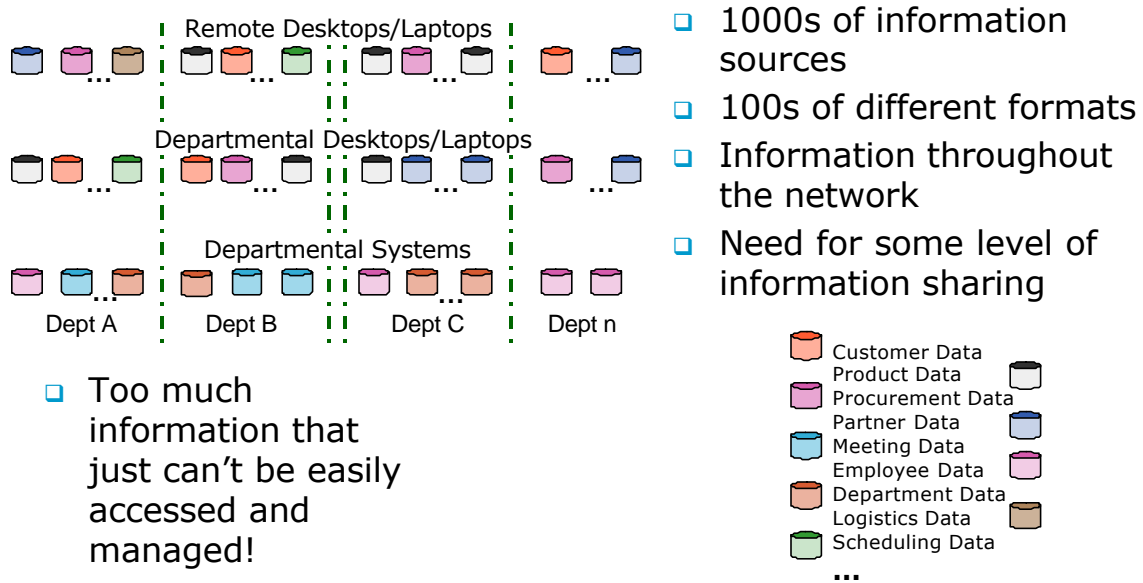 Remote Desktops/Laptops
... ... ... ...
Departmental Desktops/Laptops
... ... ... ...
Departmental Systems
... ...
Dept A Dept B Dept C Dept n
❑ Too much
information that
just can’t be easily
accessed and
managed!
❑ 1000s of information
sources
❑ 100s of different formats
❑ Information throughout
the network
❑ Need for some level of
information sharing
Customer Data
Product Data
Procurement Data
Partner Data
Meeting Data
Employee Data
Department Data
Logistics Data
Scheduling Data
...